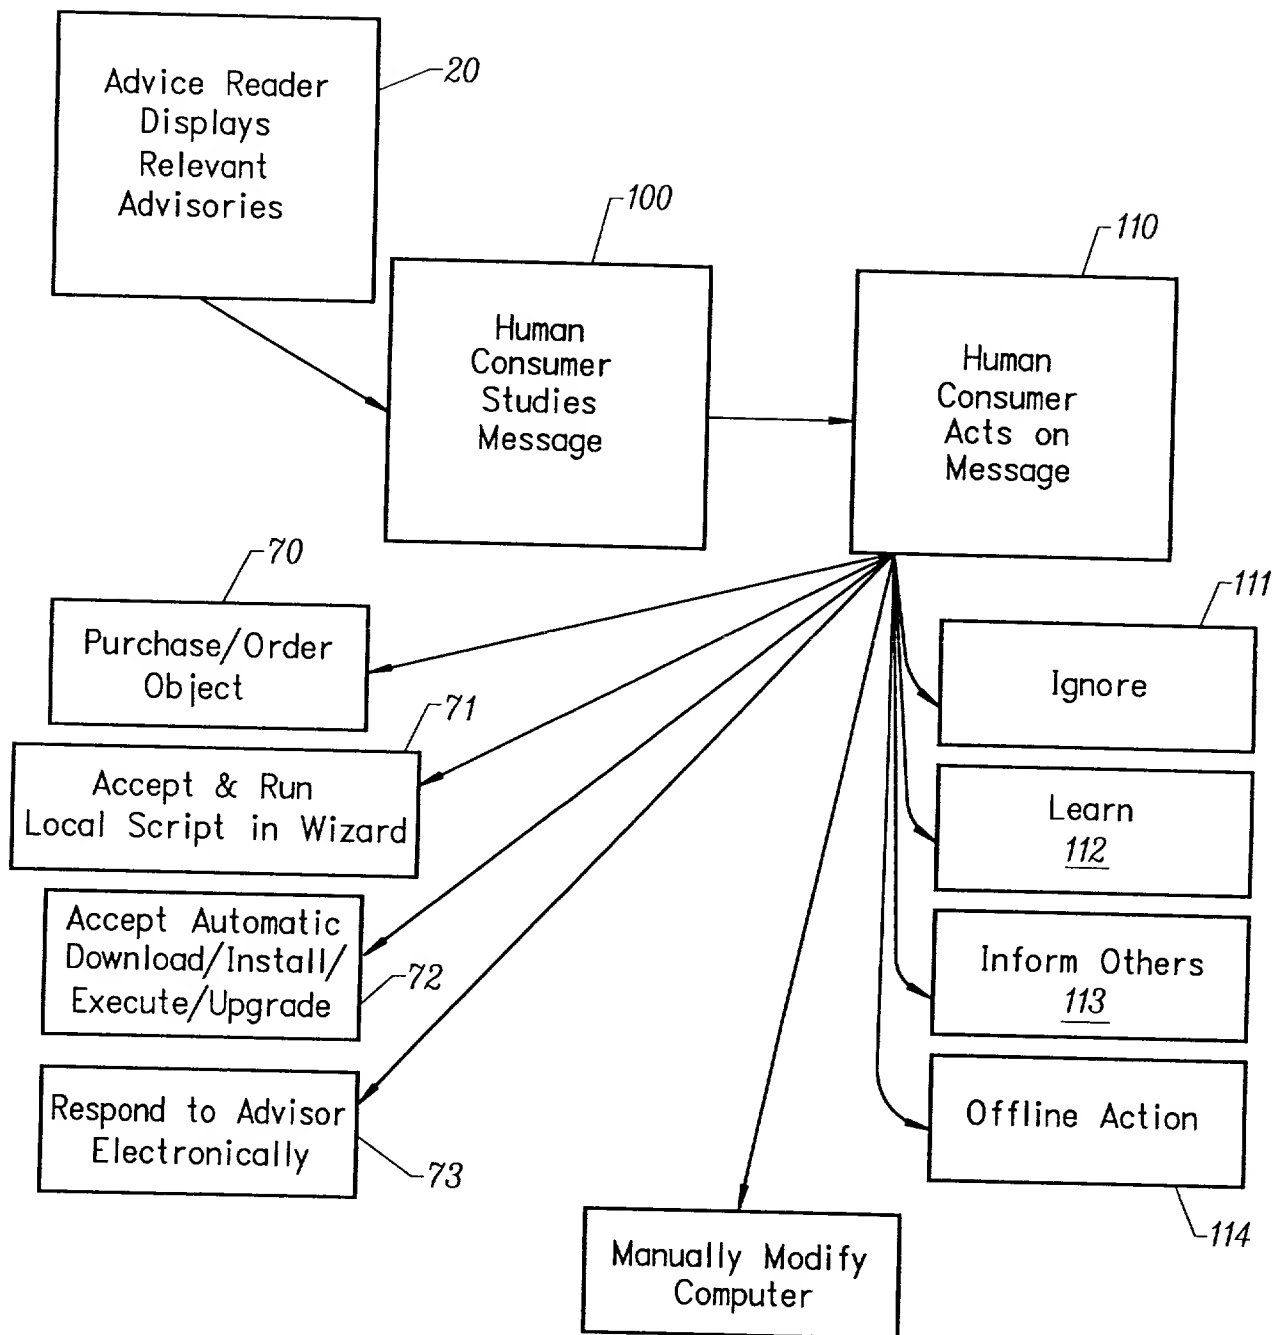 Advice Reader
Displays
Relevant
Advisories
20
Human
Consumer
Studies
Message
100
Human
Consumer
Acts on
Message
110
70
Purchase/Order
Object
71
Accept & Run
Local Script in Wizard
Accept Automatic
Download/Install/
Execute/Upgrade
72
Respond to Advisor
Electronically
73
Manually Modify
Computer
111
Ignore
Learn
112
Inform Others
113
Offline Action
114